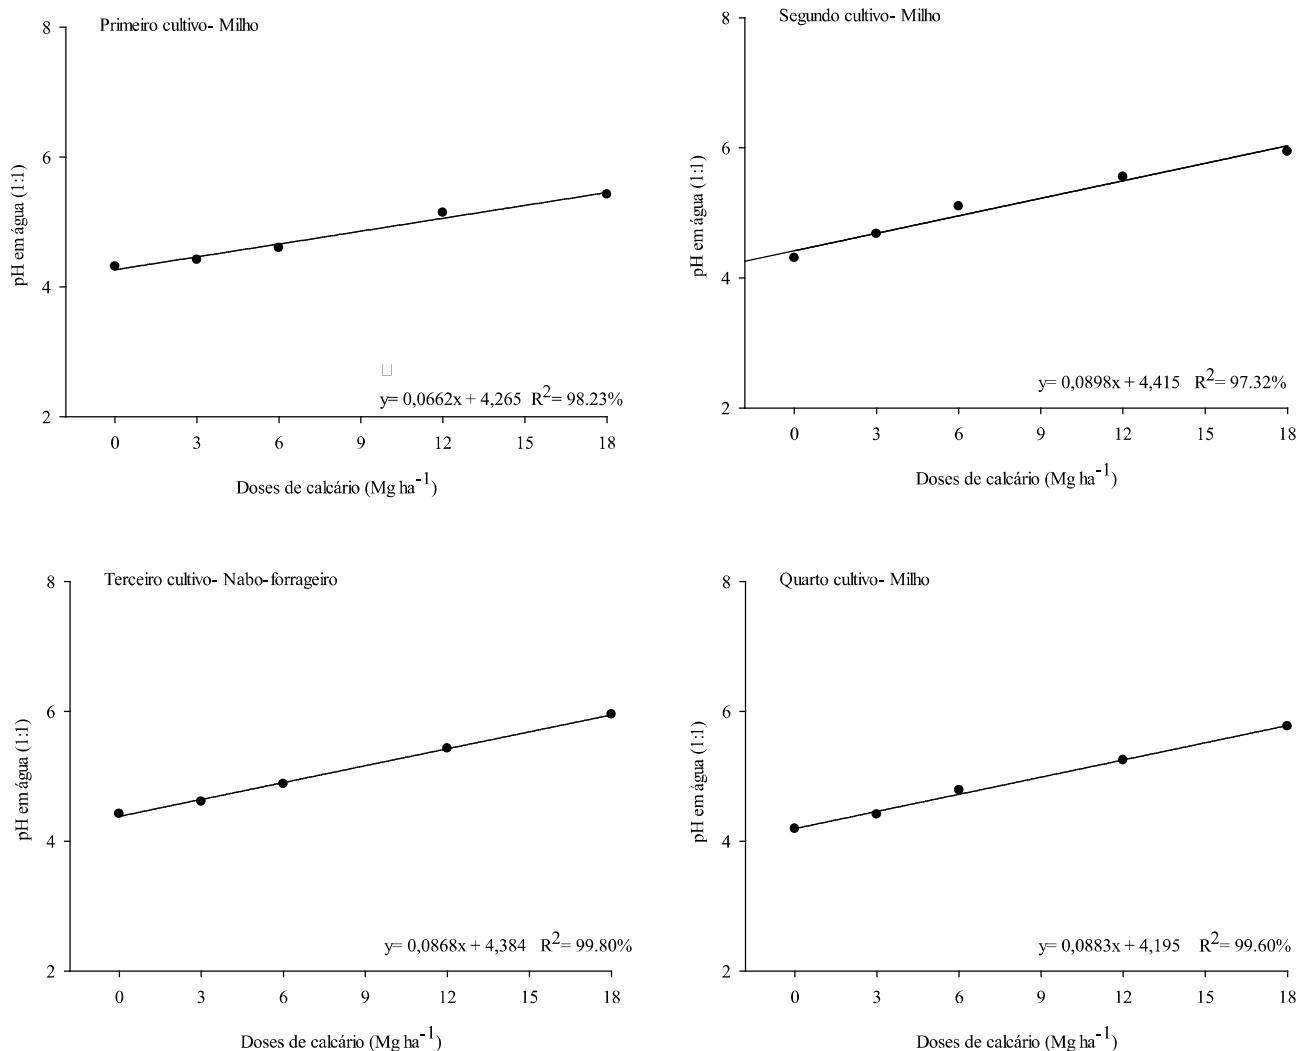 Primeiro cultivo- Milho
8
6
4
2
pH em água (1:1)
y= 0,0662x + 4,265 R2= 98.23%
0 3 6 9 12 15 18
Doses de calcário (Mg ha-1)
Segundo cultivo- Milho
8
6
4
2
pH em água (1:1)
y= 0,0898x + 4,415 R2= 97.32%
0 3 6 9 12 15 18
Doses de calcário (Mg ha-1)
Terceiro cultivo- Nabo-forrageiro
8
6
4
2
pH em água (1:1)
y= 0,0868x + 4,384 R2= 99.80%
0 3 6 9 12 15 18
Doses de calcário (Mg ha-1)
Quarto cultivo- Milho
8
6
4
2
pH em água (1:1)
y= 0,0883x + 4,195 R2= 99.60%
0 3 6 9 12 15 18
Doses de calcário (Mg ha-1)